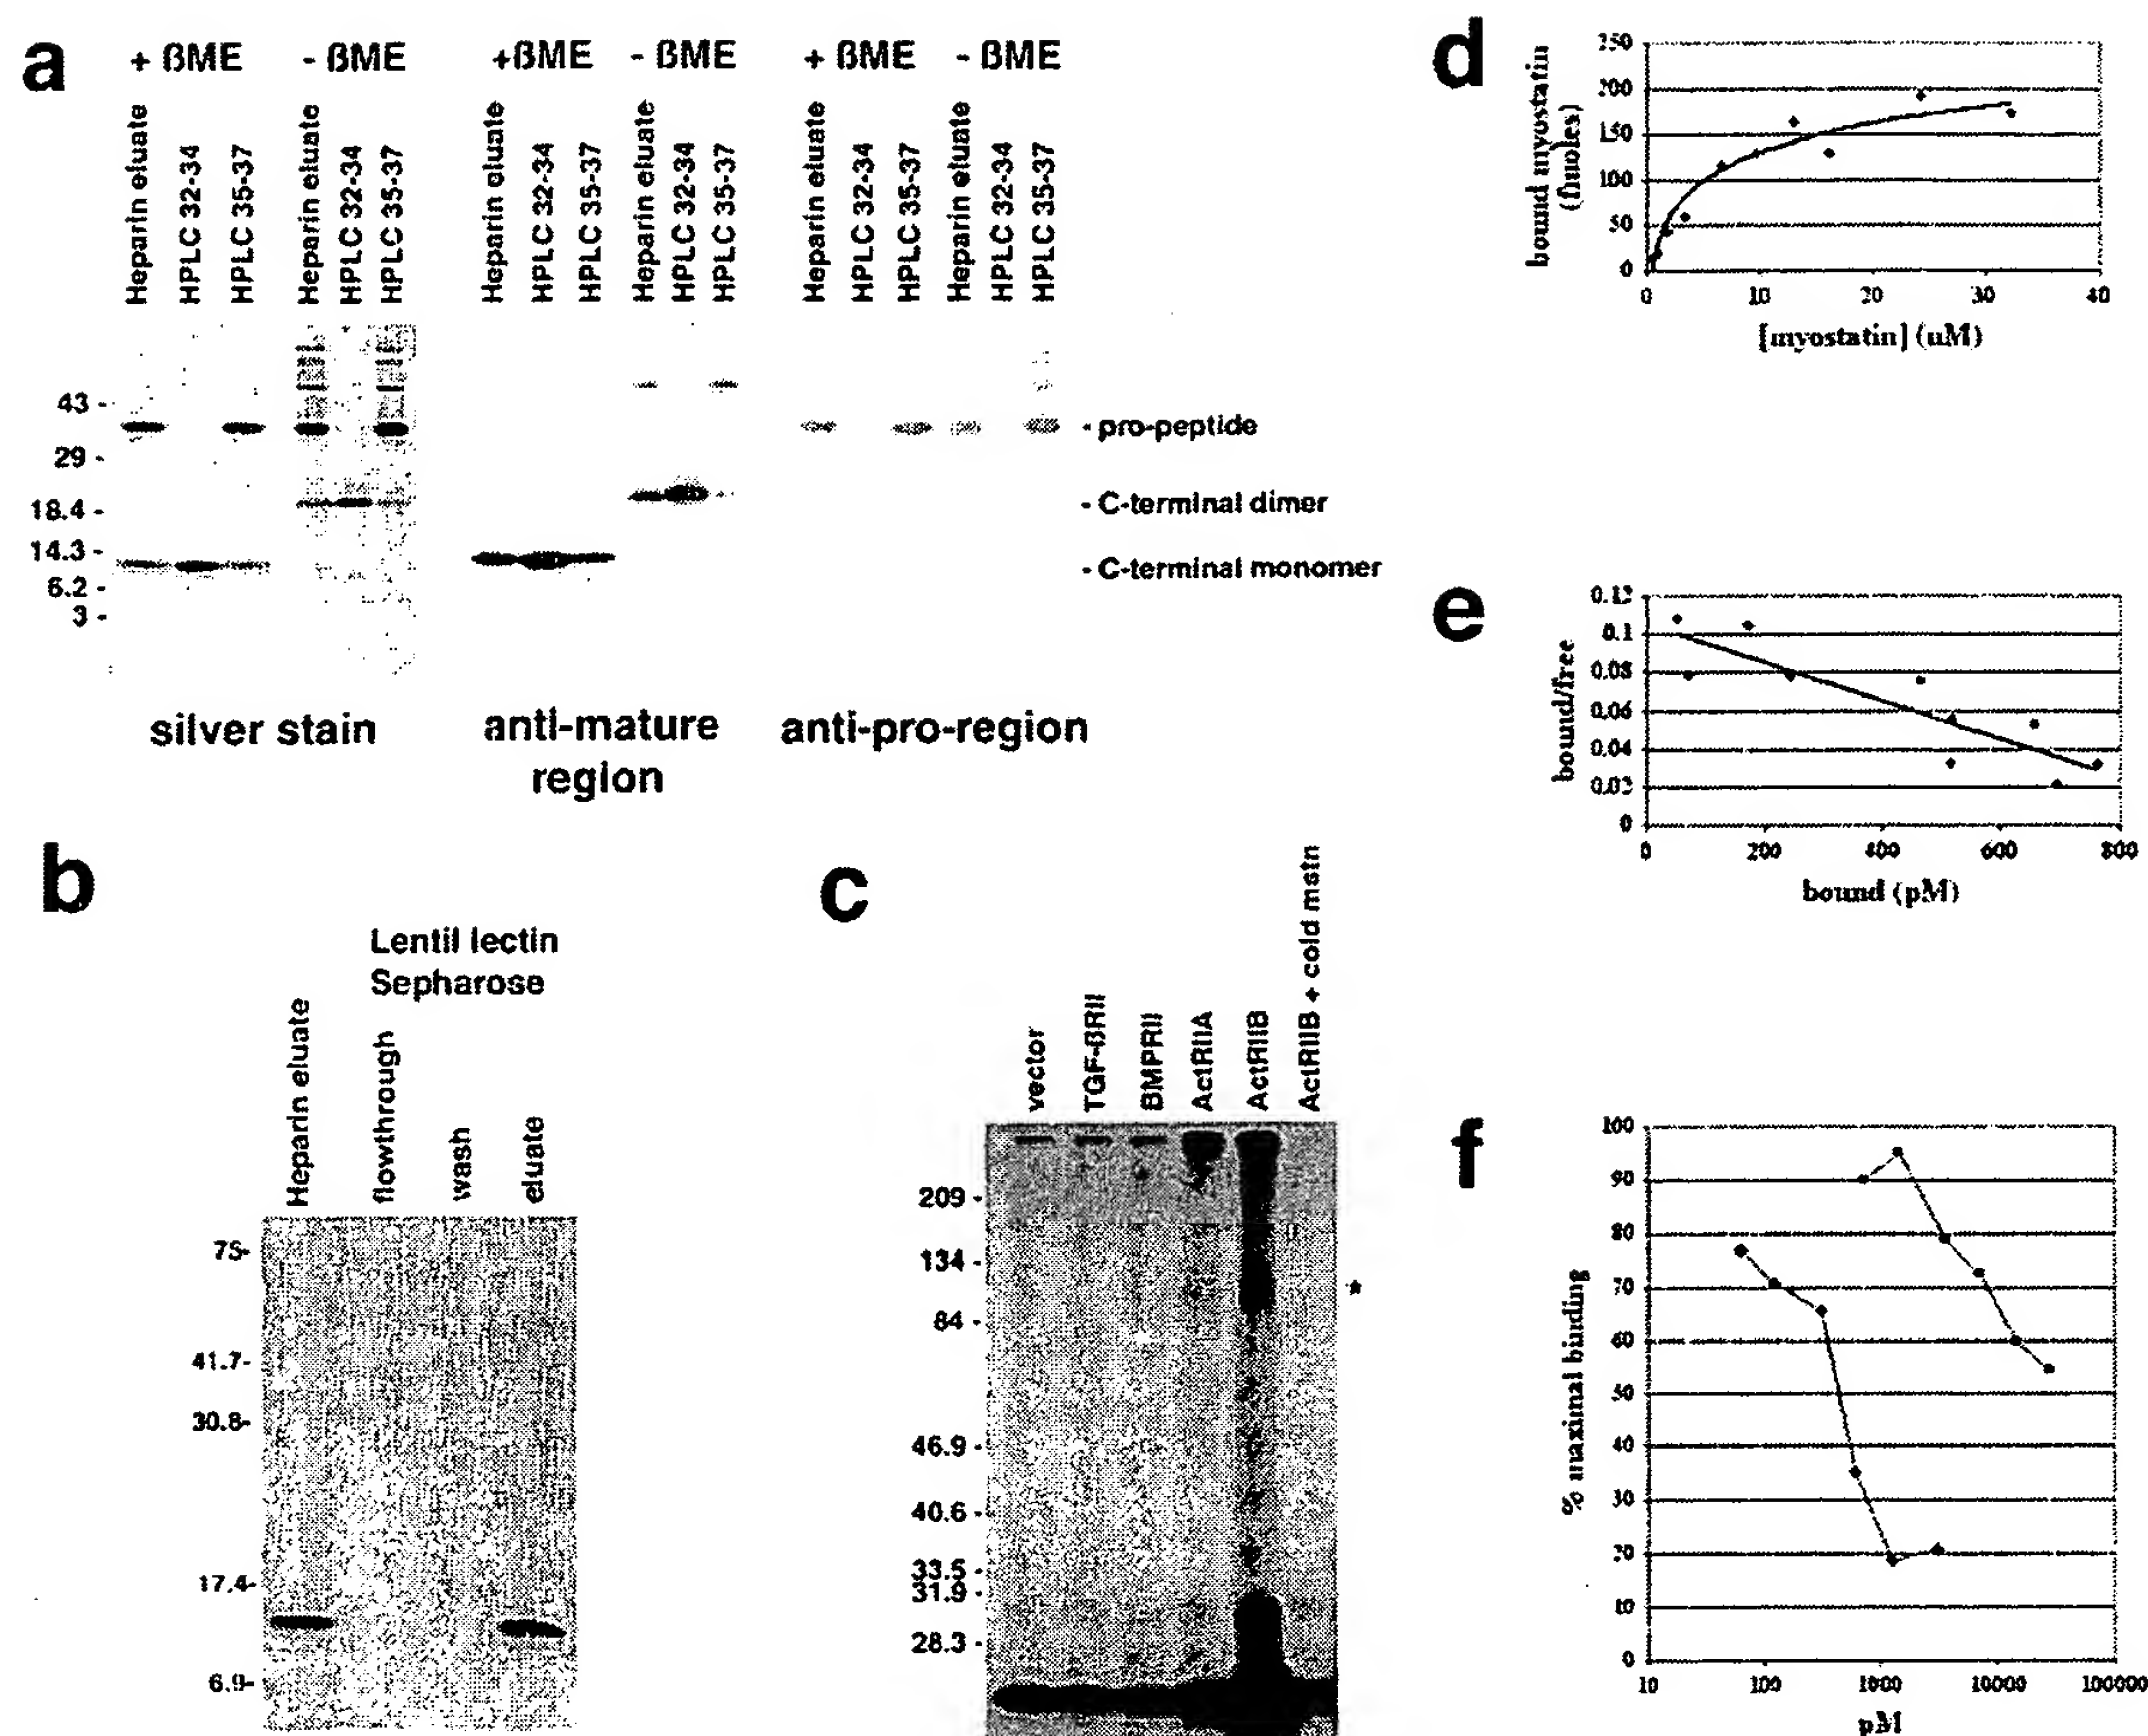 a
+ ßME
- ßME
+ßME
- ßME
+ ßME
- ßME
Heparin eluate
HPLC 32-34
HPLC 35-37
Heparin eluate
HPLC 32-34
HPLC 35-37
Heparin eluate
HPLC 32-34
HPLC 35-37
Heparin eluate
HPLC 32-34
HPLC 35-37
Heparin eluate
HPLC 32-34
HPLC 35-37
Heparin eluate
HPLC 32-34
HPLC 35-37
43 -
29 -
18.4 -
14.3 -
6.2 -
3 -
- pro-peptide
- C-terminal dimer
- C-terminal monomer
silver stain
anti-mature
region
anti-pro-region
b
Lentil lectin
Sepharose
Heparin eluate
flowthrough
wash
eluate
75-
41.7-
30.8-
17.4-
6.9-
c
vector
TGF-ßRII
BMPRII
ActRIIA
ActRIIB
ActRIIB + cold mstn
209 -
134 -
84 -
46.9 -
40.6 -
33.5 -
31.9 -
28.3 -
*
d
bound myostatin
(fmoles)
250
200
150
100
50
0
0 10 20 30 40
[myostatin] (uM)
e
bound/free
0.12
0.1
0.08
0.06
0.04
0.02
0
0 200 400 600 800
bound (pM)
f
% maximal binding
100
90
80
70
60
50
40
30
20
10
0
10 100 1000 10000 100000
pM